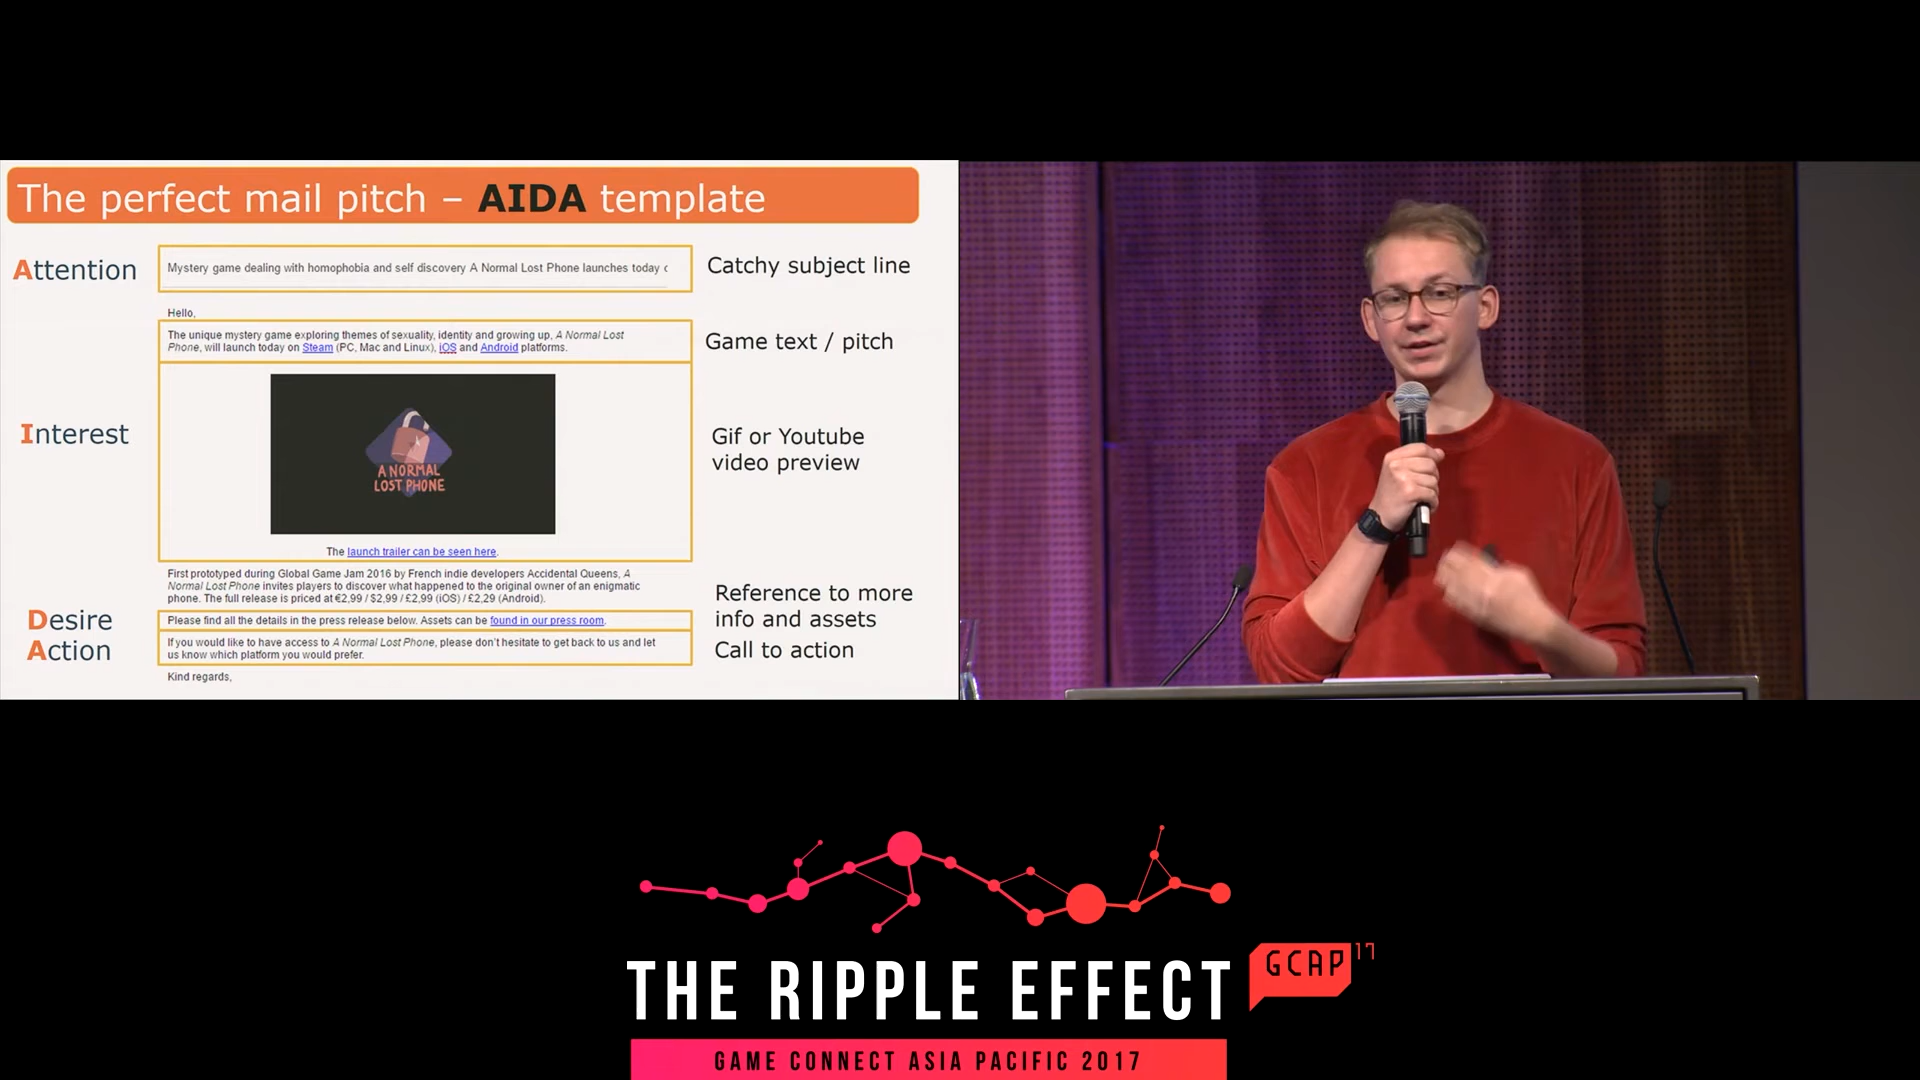 The perfect mail pitch – AIDA template
Attention
Mystery game dealing with homophobia and self discovery A Normal Lost Phone launches today c
Catchy subject line
Hello,
The unique mystery game exploring themes of sexuality, identity and growing up, A Normal Lost
Phone, will launch today on Steam (PC, Mac and Linux), iOS and Android platforms.
Game text / pitch
Interest
A NORMAL
LOST PHONE
Gif or Youtube
video preview
The launch trailer can be seen here.
First prototyped during Global Game Jam 2016 by French indie developers Accidental Queens, A
Normal Lost Phone invites players to discover what happened to the original owner of an enigmatic
phone. The full release is priced at €2,99 / $2,99 / £2,99 (iOS) / £2,29 (Android).
Desire
Please find all the details in the press release below. Assets can be found in our press room.
Reference to more
info and assets
Action
If you would like to have access to A Normal Lost Phone, please don't hesitate to get back to us and let
us know which platform you would prefer.
Call to action
Kind regards,
THE RIPPLE EFFECT
GCAP 17
GAME CONNECT ASIA PACIFIC 2017